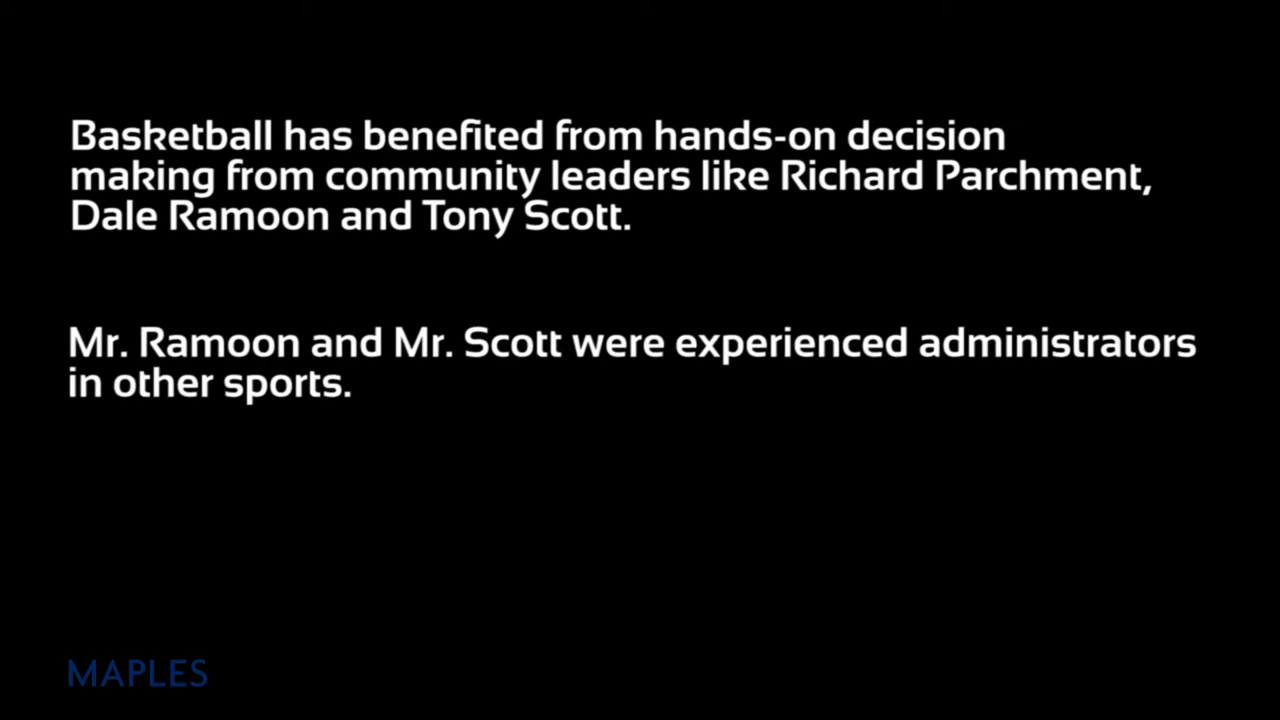 Basketball has benefited from hands-on decision
making from community leaders like Richard Parchment,
Dale Ramoon and Tony Scott.
Mr. Ramoon and Mr. Scott were experienced administrators
in other sports.
MAPLES